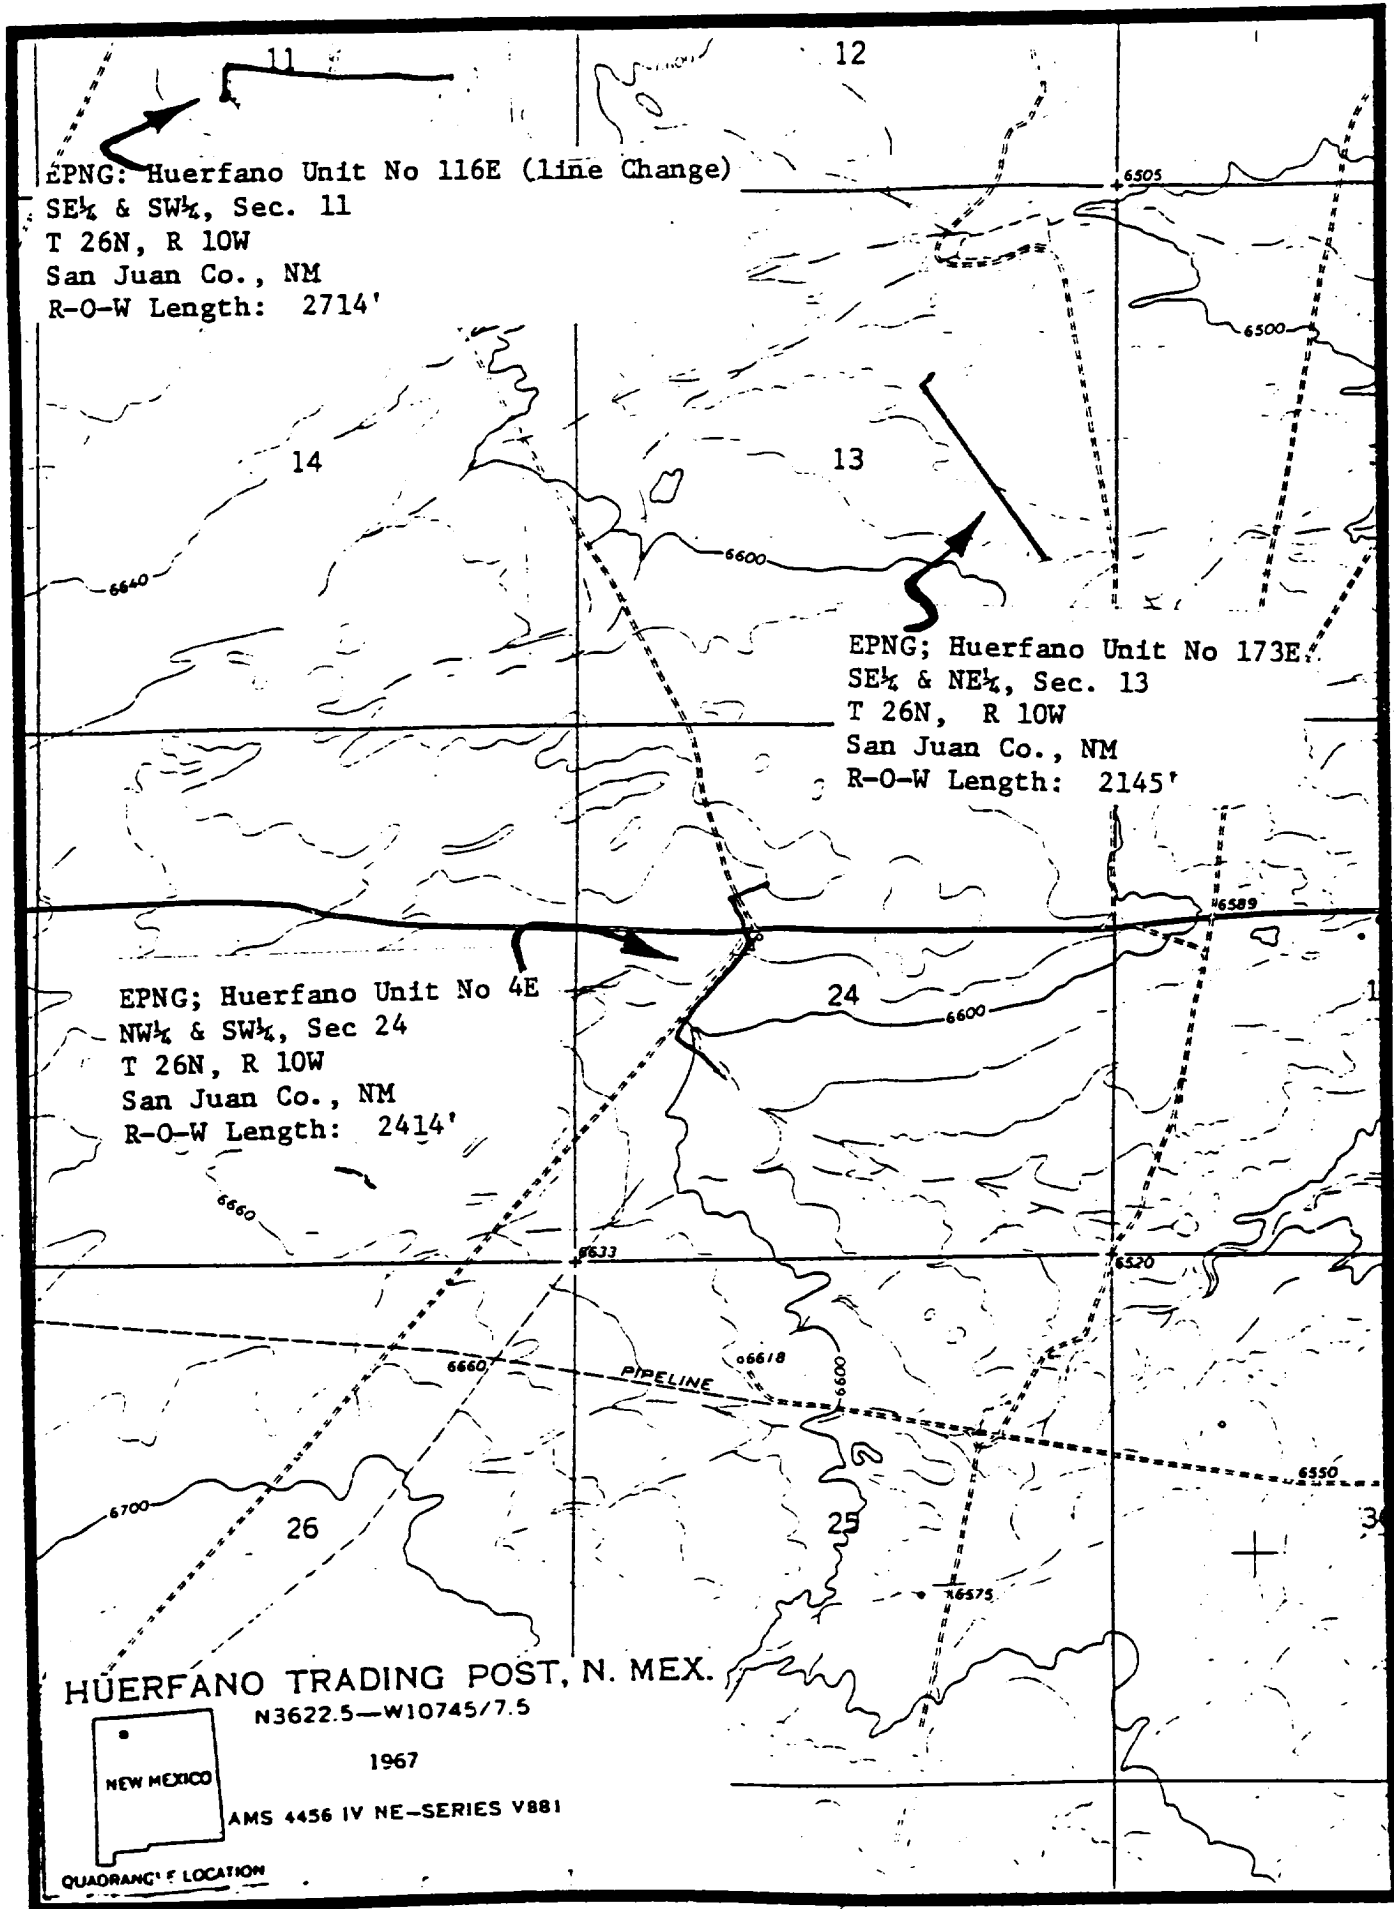 11
12
EPNG: Huerfano Unit No 116E (line Change)
SE¼ & SW¼, Sec. 11
T 26N, R 10W
San Juan Co., NM
R-O-W Length: 2714'
6505
6500
14
13
6640
6600
EPNG; Huerfano Unit No 173E
SE¼ & NE¼, Sec. 13
T 26N, R 10W
San Juan Co., NM
R-O-W Length: 2145'
6589
EPNG; Huerfano Unit No 4E
NW¼ & SW¼, Sec 24
T 26N, R 10W
San Juan Co., NM
R-O-W Length: 2414'
24
6600
6660
6633
6520
6660
PIPELINE
6618
6600
6550
6700
26
25
6575
HUERFANO TRADING POST, N. MEX.
N3622.5—W10745/7.5
1967
NEW MEXICO
AMS 4456 IV NE–SERIES V881
QUADRANGLE LOCATION